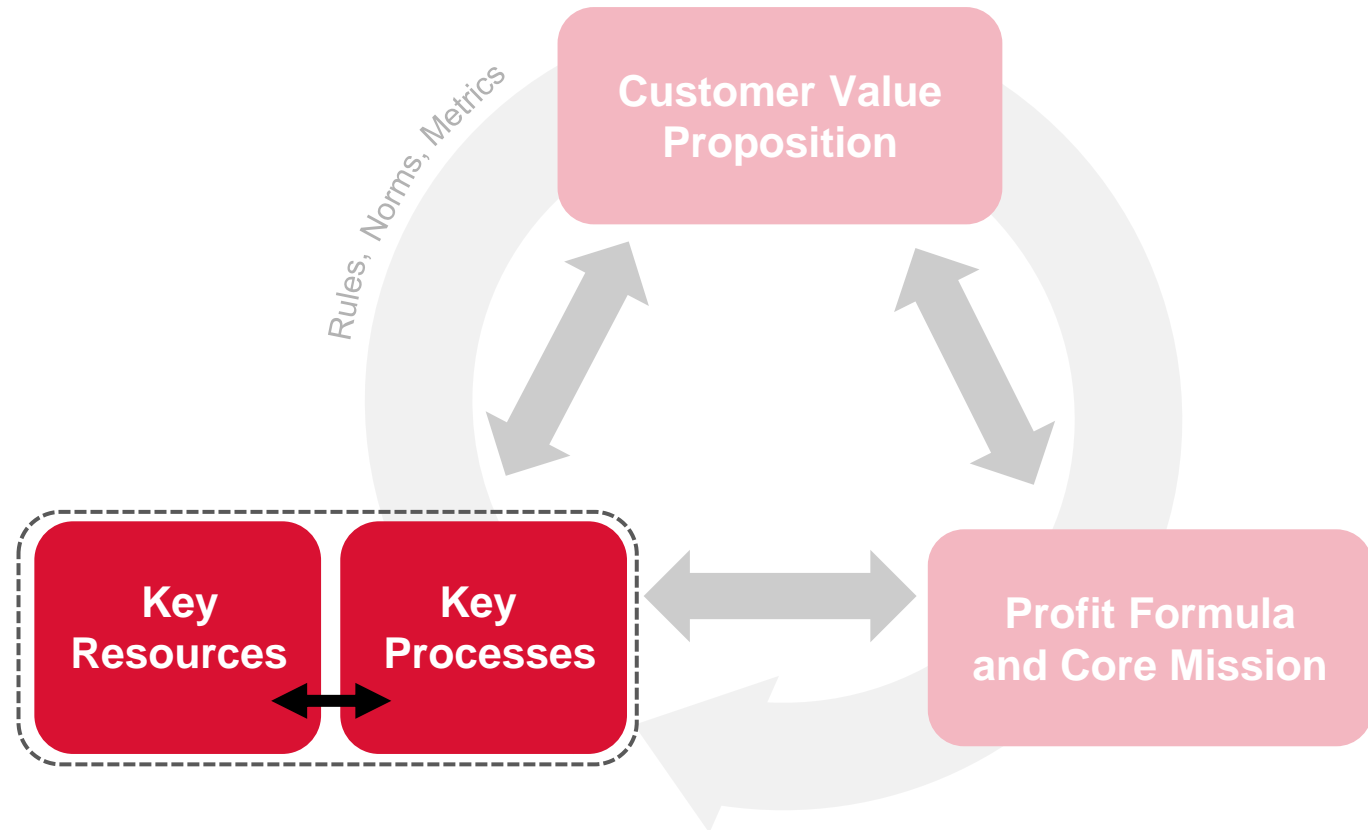 Customer Value
Proposition
Rules, Norms, Metrics
Key
Resources
Key
Processes
Profit Formula
and Core Mission